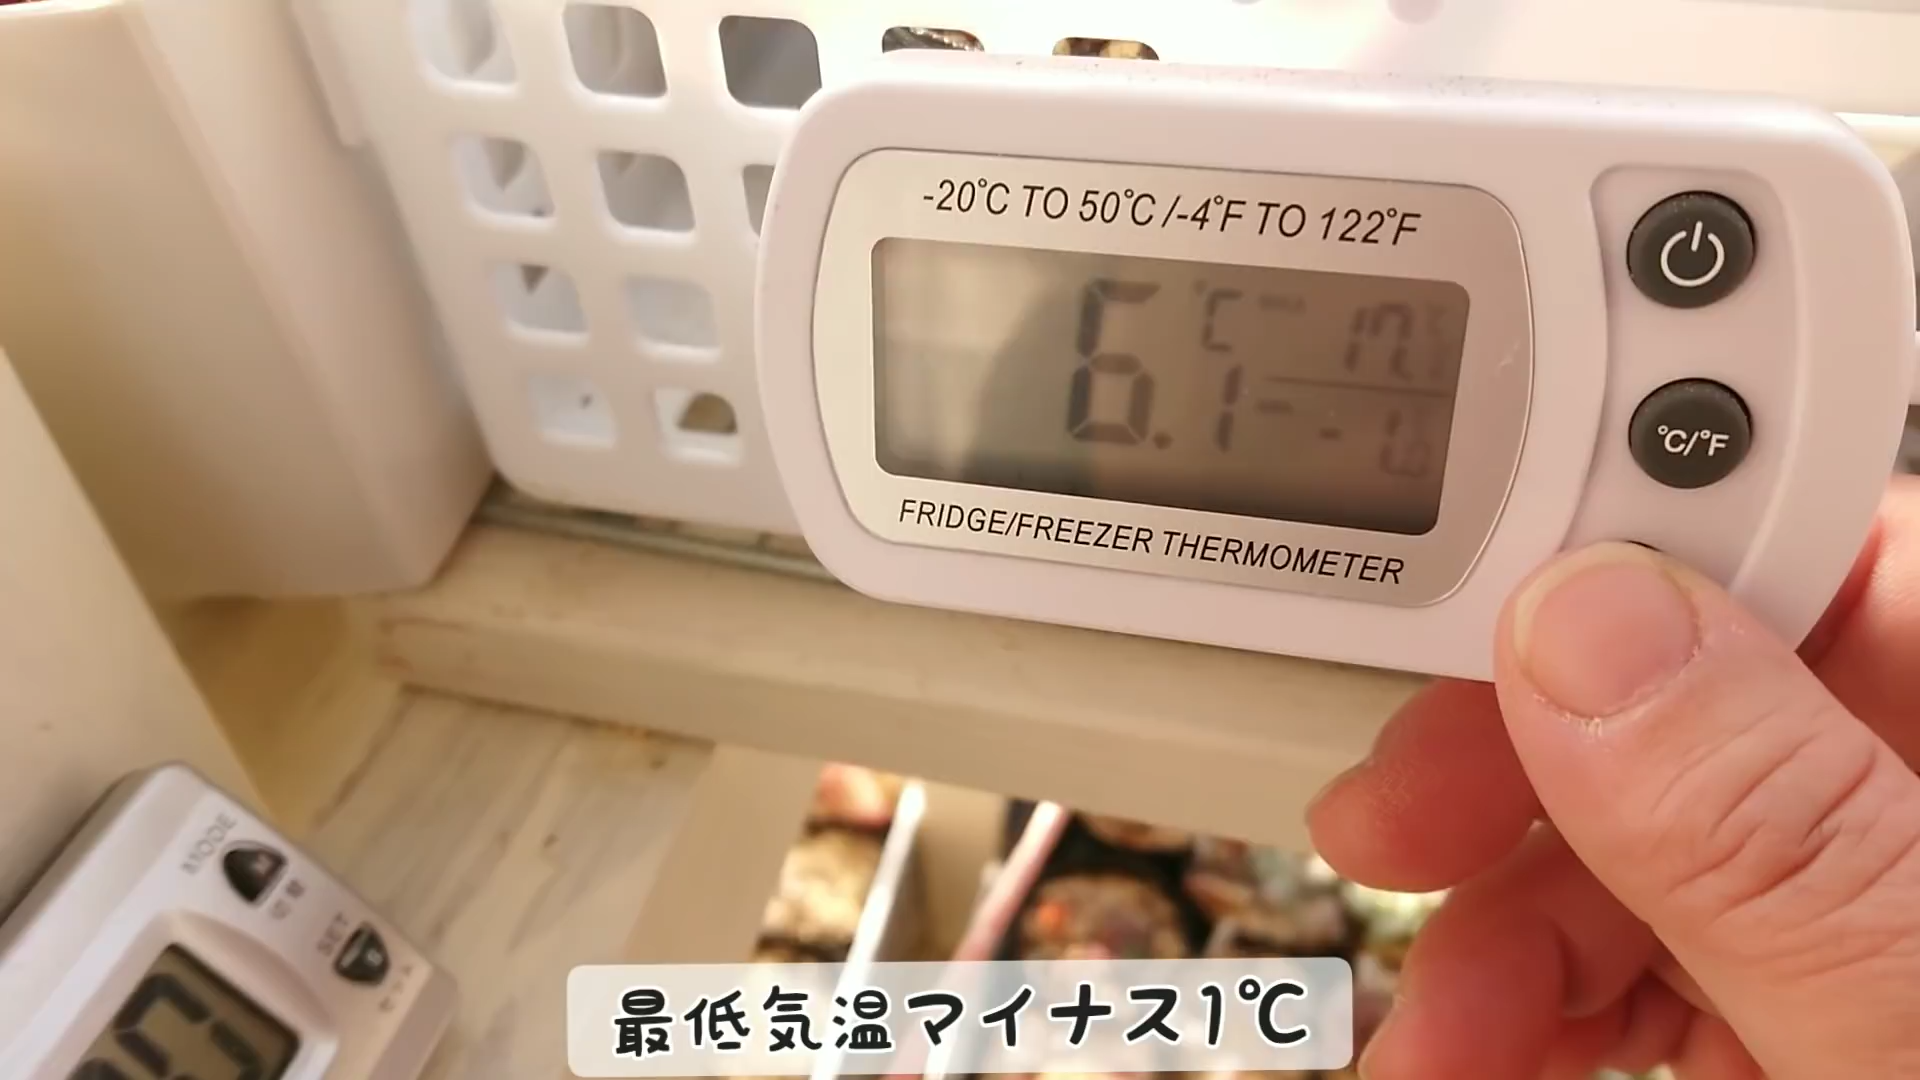 -20°C TO 50°C /-4°F TO 122°F
6.1 °C
FRIDGE/FREEZER THERMOMETER
°C/°F
MODE
SET
最低気温マイナス1℃